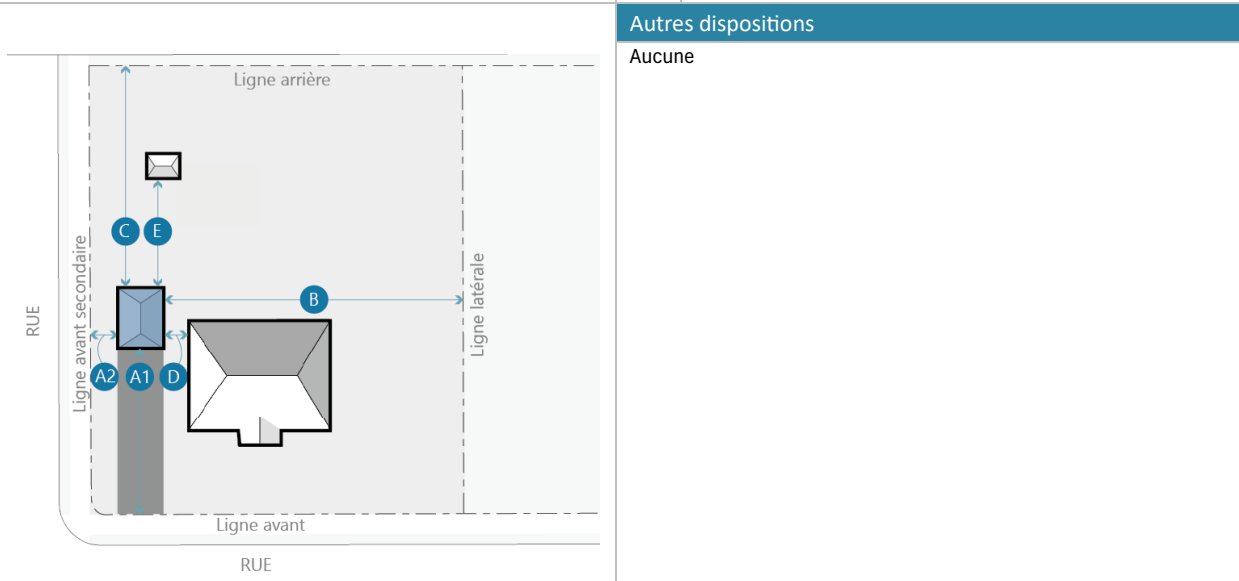 Autres dispositions
Aucune
Ligne arrière
C
E
Ligne avant secondaire
RUE
B
Ligne latérale
A2
A1
D
Ligne avant
RUE